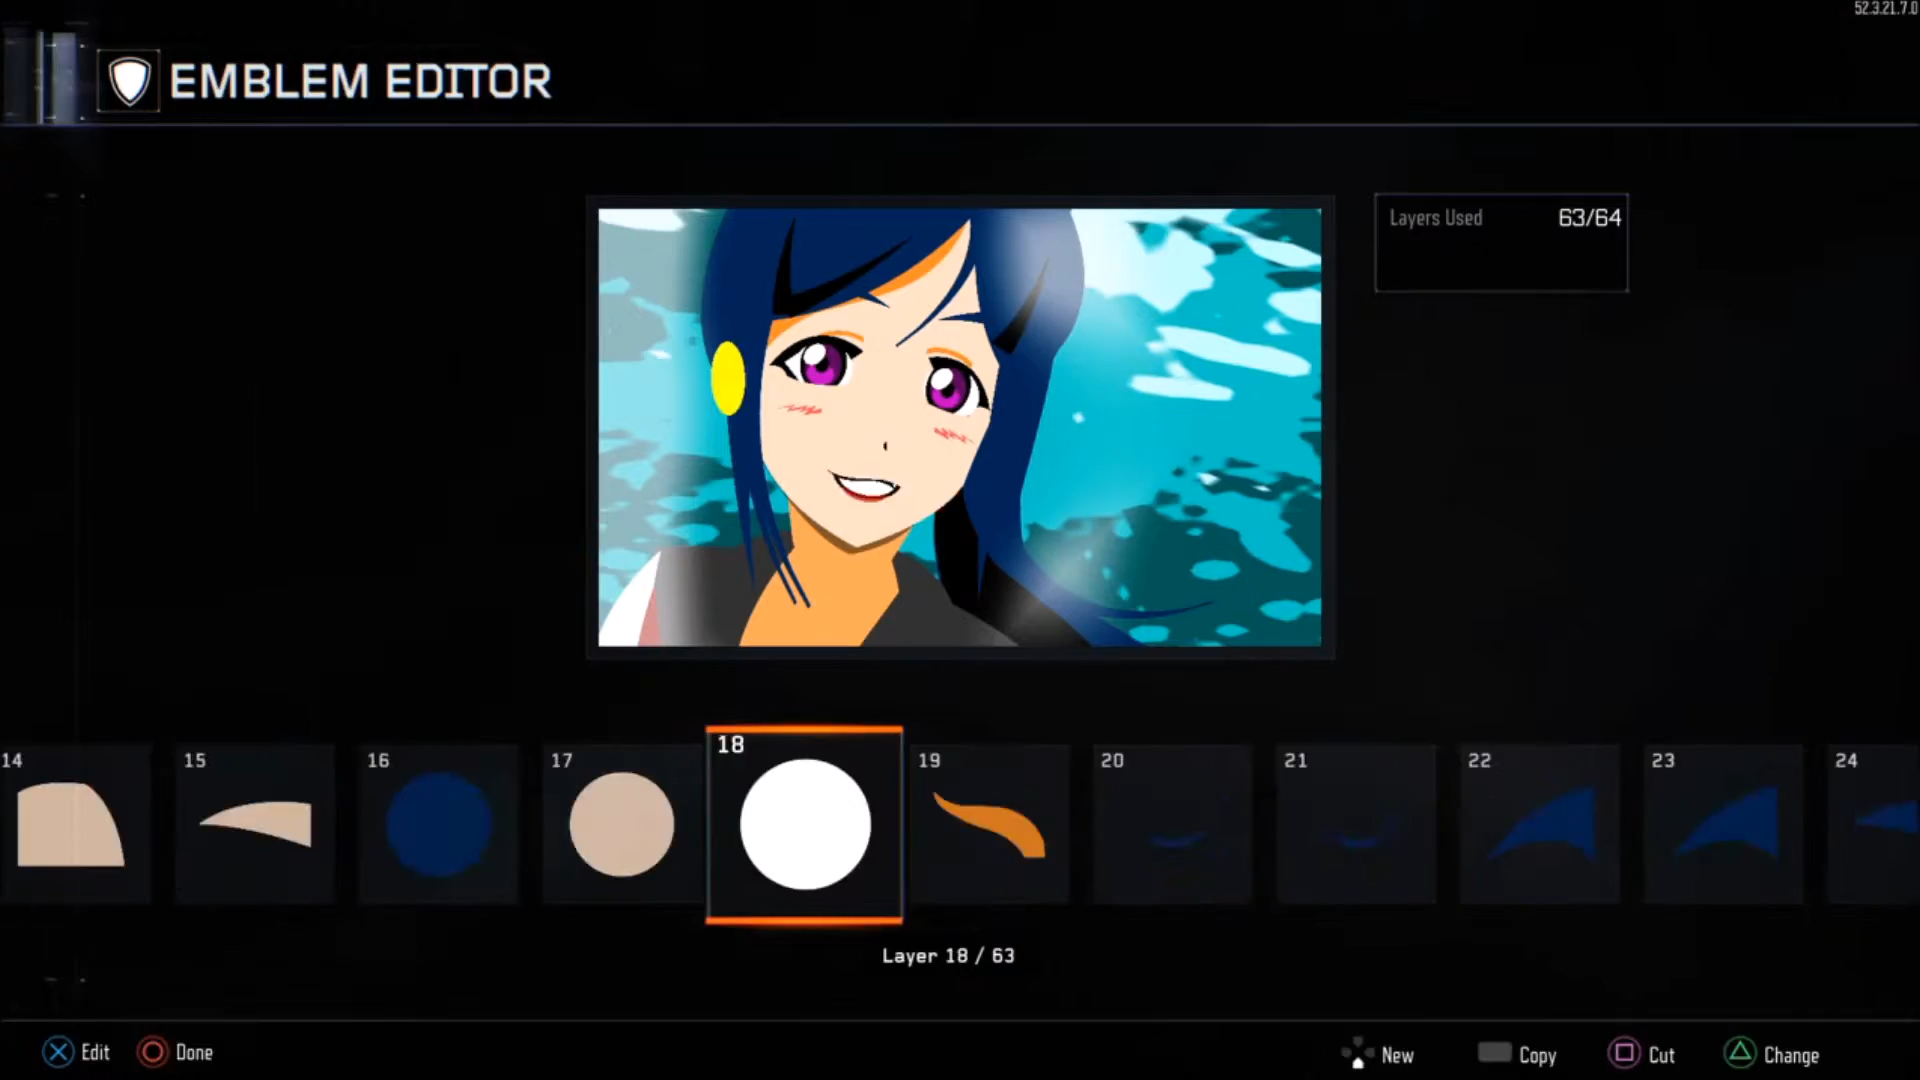 52.3.21.7.0
EMBLEM EDITOR
Layers Used 63/64
14 15 16 17 18 19 20 21 22 23 24
Layer 18 / 63
Edit Done New Copy Cut Change